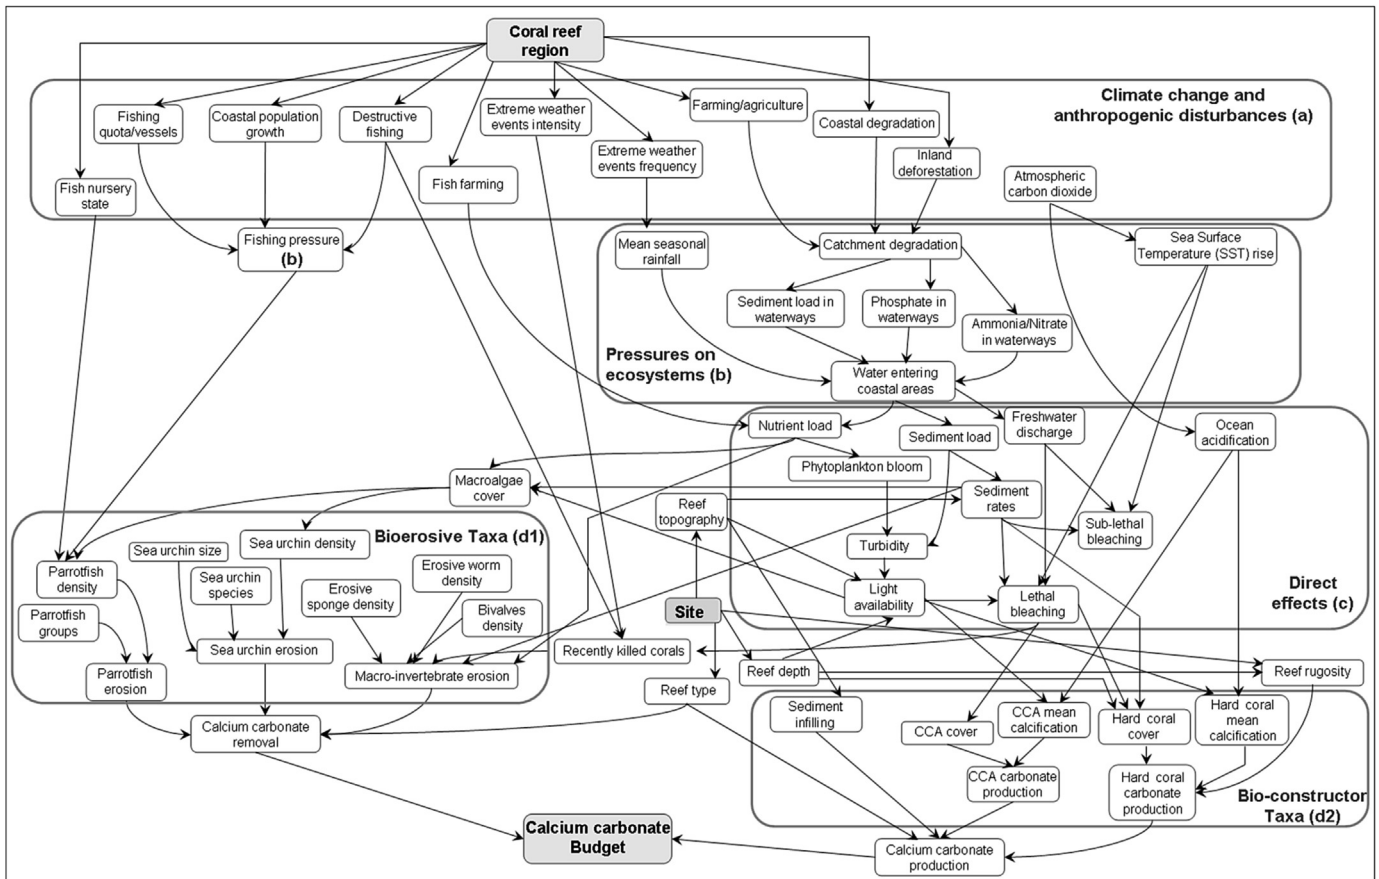 Coral reef
region
Climate change and
anthropogenic disturbances (a)
Fishing
quota/vessels
Coastal population
growth
Destructive
fishing
Extreme weather
events intensity
Farming/agriculture
Coastal degradation
Extreme weather
events frequency
Inland
deforestation
Atmospheric
carbon dioxide
Fish nursery
state
Fish farming
Fishing pressure
(b)
Mean seasonal
rainfall
Catchment degradation
Sea Surface
Temperature (SST) rise
Sediment load in
waterways
Phosphate in
waterways
Ammonia/Nitrate
in waterways
Pressures on
ecosystems (b)
Water entering
coastal areas
Nutrient load
Sediment load
Freshwater
discharge
Ocean
acidification
Phytoplankton bloom
Macroalgae
cover
Reef
topography
Sediment
rates
Sub-lethal
bleaching
Bioerosive Taxa (d1)
Sea urchin size
Sea urchin density
Turbidity
Parrotfish
density
Sea urchin
species
Erosive
sponge density
Erosive worm
density
Bivalves
density
Light
availability
Lethal
bleaching
Direct
effects (c)
Parrotfish
groups
Site
Sea urchin erosion
Recently killed corals
Parrotfish
erosion
Macro-invertebrate erosion
Reef depth
Reef rugosity
Reef type
Sediment
infilling
CCA cover
CCA mean
calcification
Hard coral
cover
Hard coral
mean
calcification
Calcium carbonate
removal
CCA carbonate
production
Hard coral
carbonate
production
Bio-constructor
Taxa (d2)
Calcium carbonate
Budget
Calcium carbonate
production